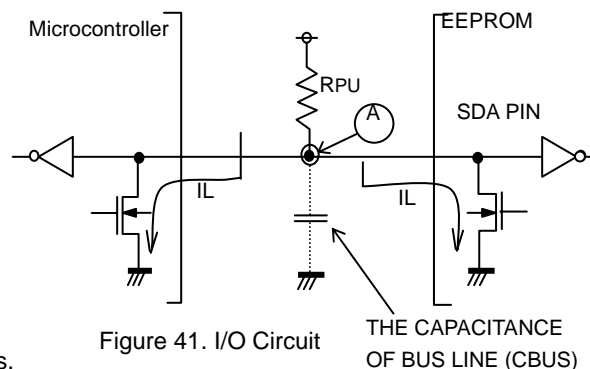 Microcontroller
EEPROM
RPU
A
SDA PIN
IL
IL
Figure 41. I/O Circuit
THE CAPACITANCE
OF BUS LINE (CBUS)
s.